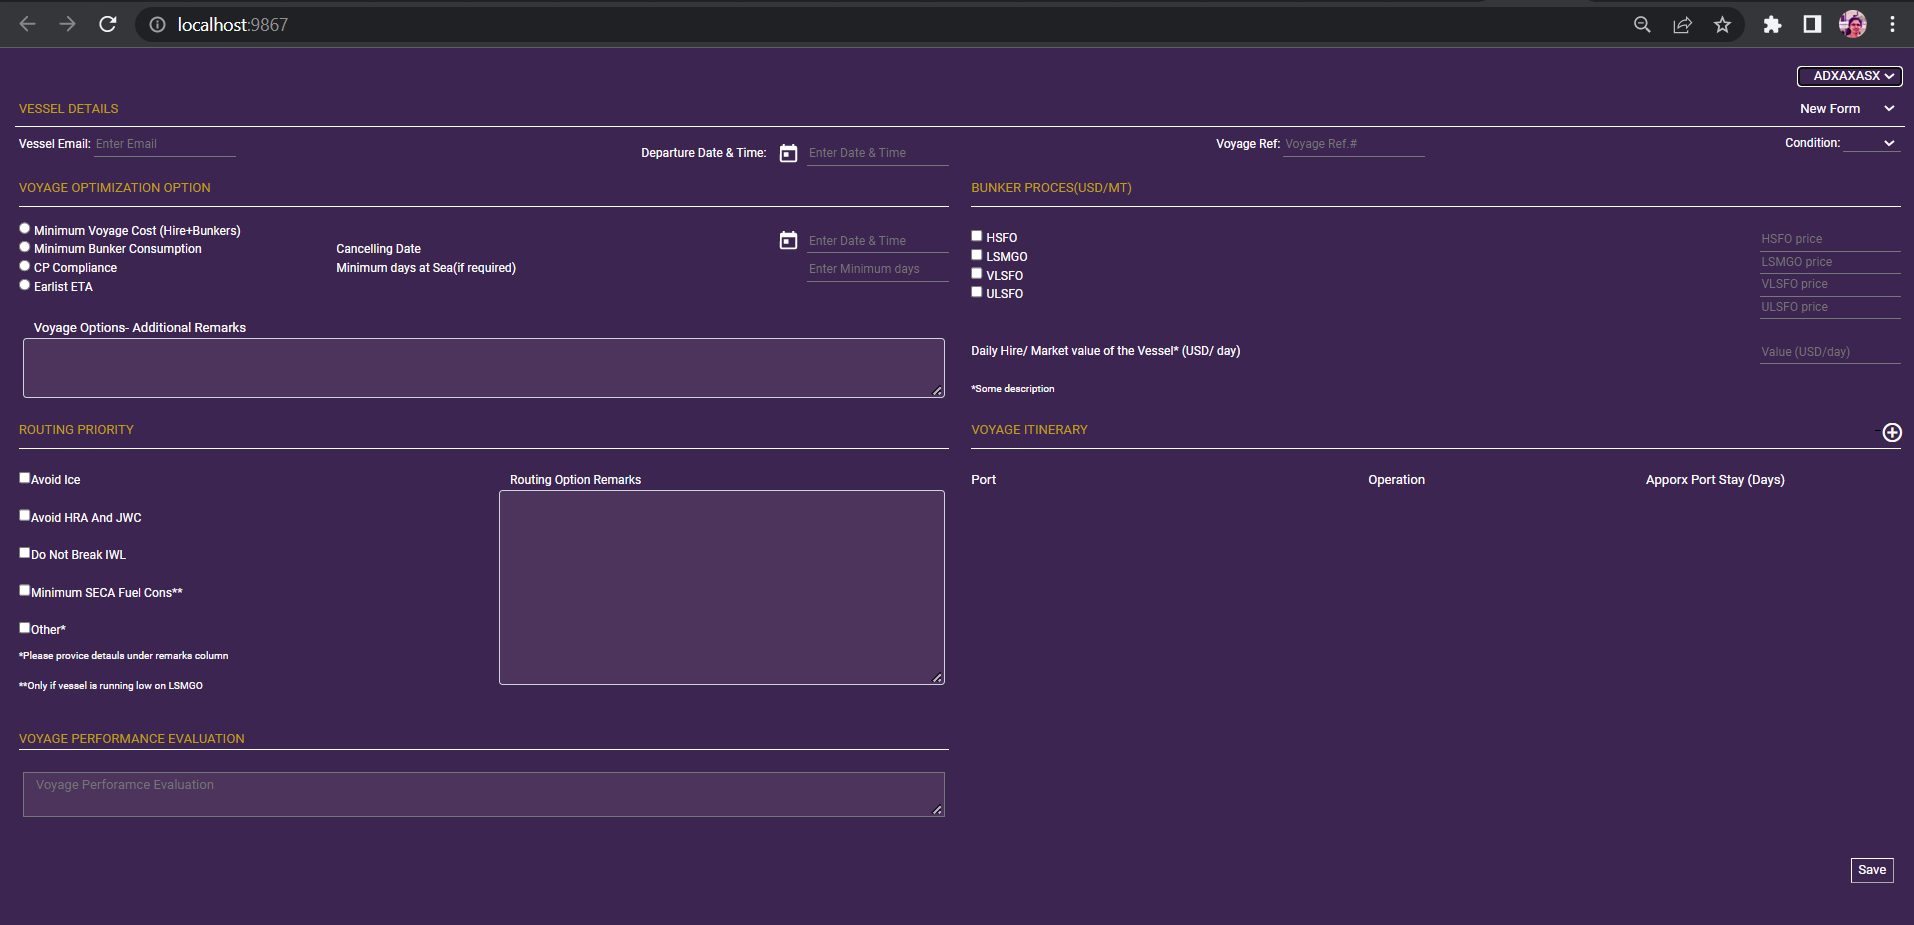 localhost:9867
ADXAXASX
VESSEL DETAILS
New Form
Vessel Email: Enter Email
Departure Date & Time: Enter Date & Time
Voyage Ref: Voyage Ref.#
Condition:
VOYAGE OPTIMIZATION OPTION
Minimum Voyage Cost (Hire+Bunkers)
Minimum Bunker Consumption
CP Compliance
Earlist ETA
Cancelling Date
Enter Date & Time
Minimum days at Sea(if required)
Enter Minimum days
Voyage Options- Additional Remarks
BUNKER PROCES(USD/MT)
HSFO
LSMGO
VLSFO
ULSFO
HSFO price
LSMGO price
VLSFO price
ULSFO price
Daily Hire/ Market value of the Vessel* (USD/ day)
Value (USD/day)
*Some description
ROUTING PRIORITY
Avoid Ice
Avoid HRA And JWC
Do Not Break IWL
Minimum SECA Fuel Cons**
Other*
*Please provice detauls under remarks column
**Only if vessel is running low on LSMGO
Routing Option Remarks
VOYAGE ITINERARY
Port Operation Apporx Port Stay (Days)
VOYAGE PERFORMANCE EVALUATION
Voyage Perforamce Evaluation
Save